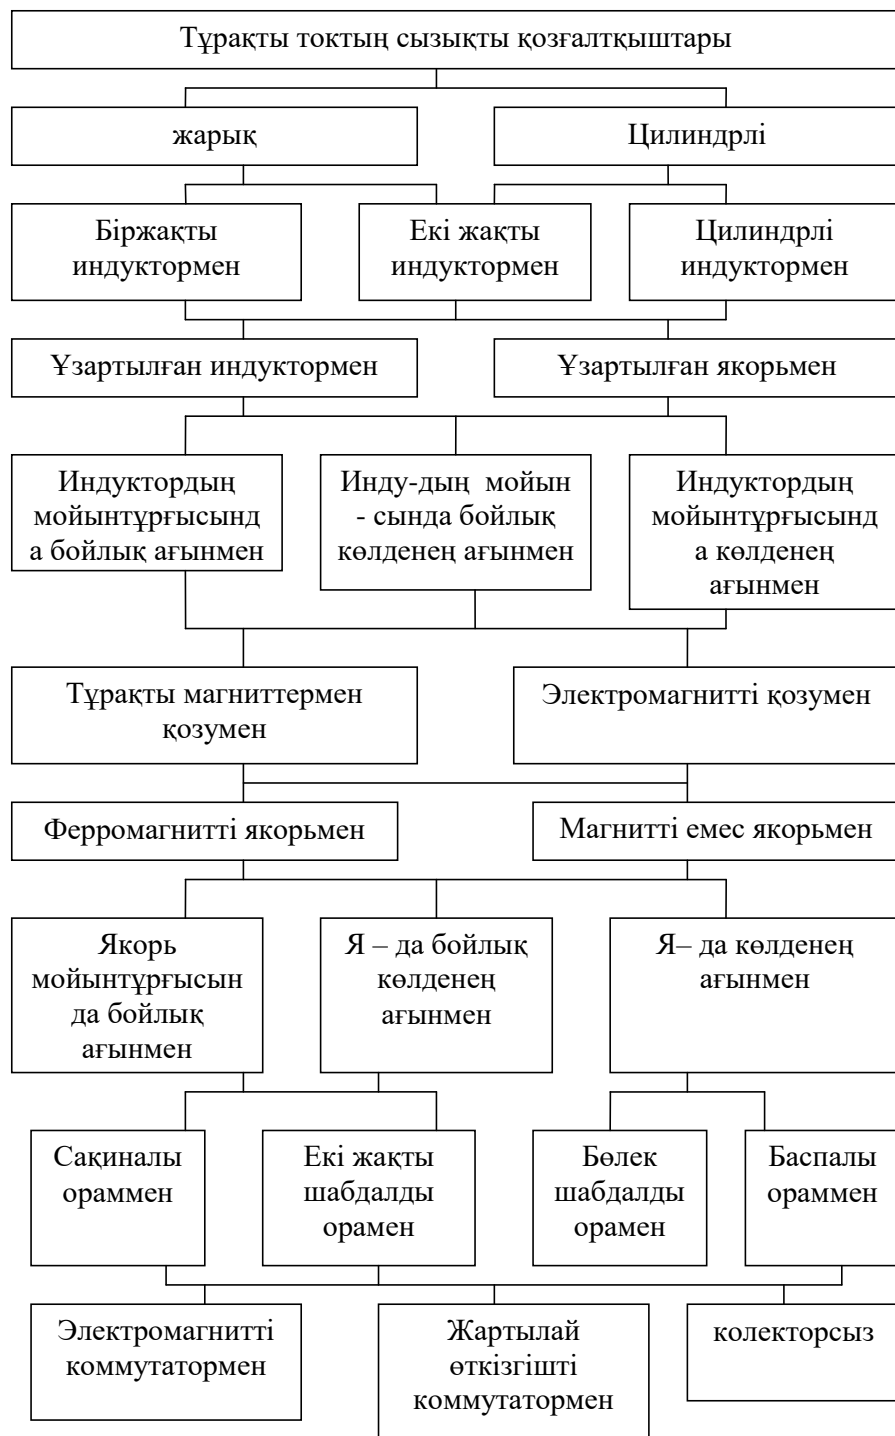 Тұрақты токтың сызықты қозғалтқыштары
жарық
Цилиндрлі
Біржақты
индуктормен
Екі жақты
индуктормен
Цилиндрлі
индуктормен
Ұзартылған индуктормен
Ұзартылған якорьмен
Индуктордың
мойынтұрғысынд
а бойлық ағынмен
Инду-дың мойын
- сында бойлық
көлденең ағынмен
Индуктордың
мойынтұрғысынд
а көлденең
ағынмен
Тұрақты магниттермен
қозумен
Электромагнитті қозумен
Ферромагнитті якорьмен
Магнитті емес якорьмен
Якорь
мойынтұрғысын
да бойлық
ағынмен
Я – да бойлық
көлденең
ағынмен
Я– да көлденең
ағынмен
Сақиналы
ораммен
Екі жақты
шабдалды
орамен
Бөлек
шабдалды
орамен
Баспалы
ораммен
Электромагнитті
коммутатормен
Жартылай
өткізгішті
коммутатормен
колекторсыз